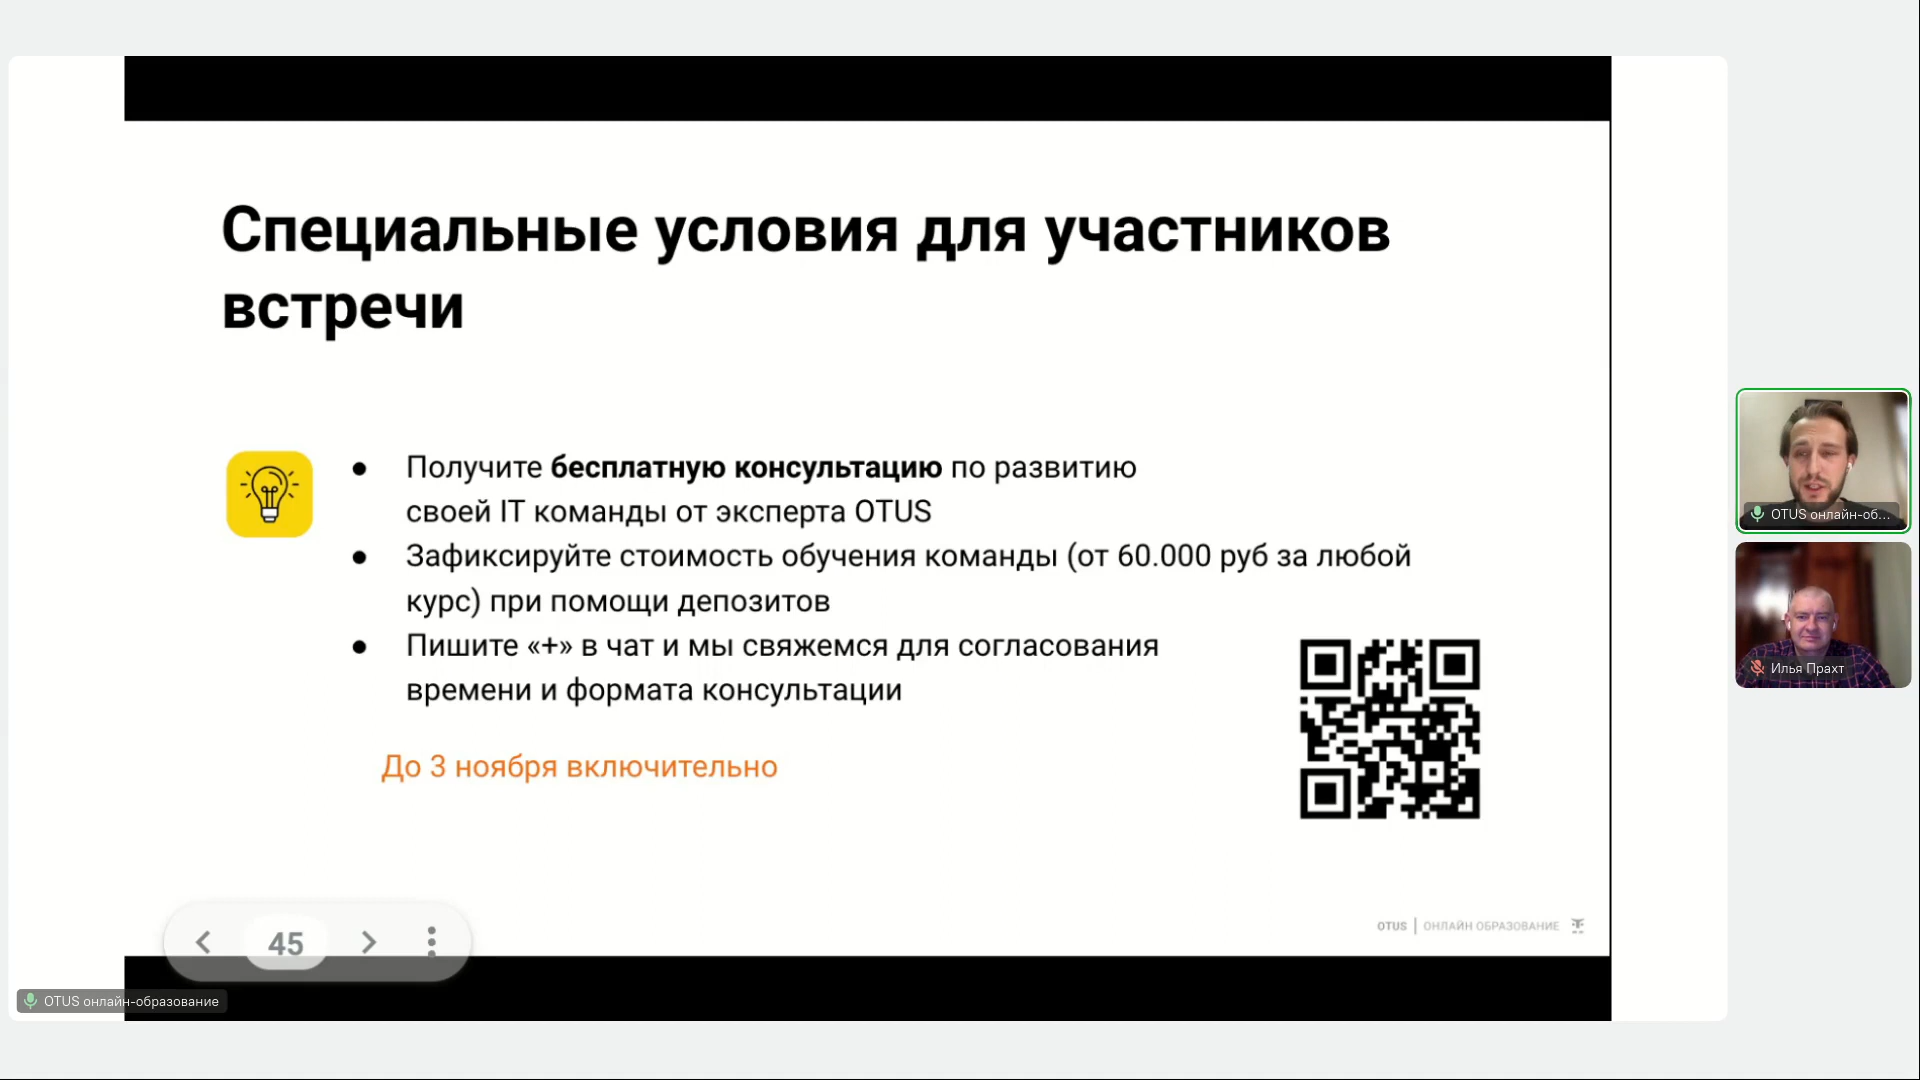 Специальные условия для участников
встречи
● Получите бесплатную консультацию по развитию
своей IT команды от эксперта OTUS
● Зафиксируйте стоимость обучения команды (от 60.000 руб за любой
курс) при помощи депозитов
● Пишите «+» в чат и мы свяжемся для согласования
времени и формата консультации
До 3 ноября включительно
OTUS | ОНЛАЙН ОБРАЗОВАНИЕ
45
OTUS онлайн-образование
OTUS онлайн-об...
Илья Прахт